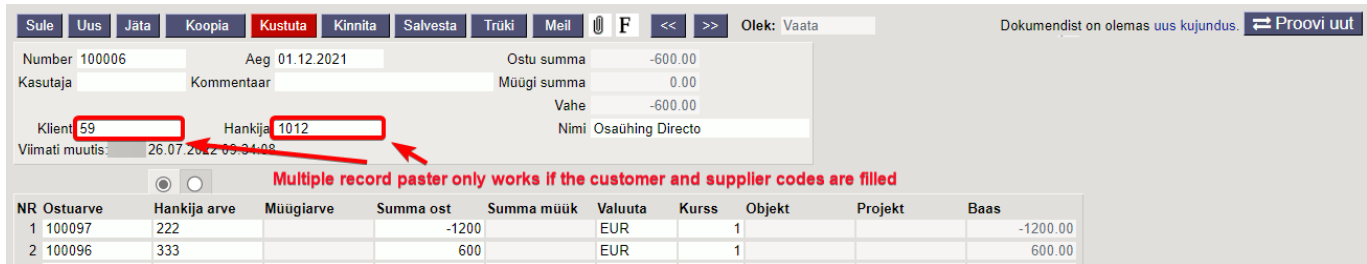 Sule Uus Jäta Koopia Kustuta Kinnita Salvesta Trüki Meil F << >> Olek: Vaata Dokumendist on olemas uus kujundus. Proovi uut
Number 100006 Aeg 01.12.2021 Ostu summa -600.00
Kasutaja Kommentaar Müügi summa 0.00
Vahe -600.00
Klient 59 Hankija 1012 Nimi Osaühing Directo
Viimati muutis: 26.07.2022 09:34:08
Multiple record paster only works if the customer and supplier codes are filled
NR Ostuarve Hankija arve Müügiarve Summa ost Summa müük Valuuta Kurss Objekt Projekt Baas
1 100097 222 -1200 EUR 1 -1200.00
2 100096 333 600 EUR 1 600.00